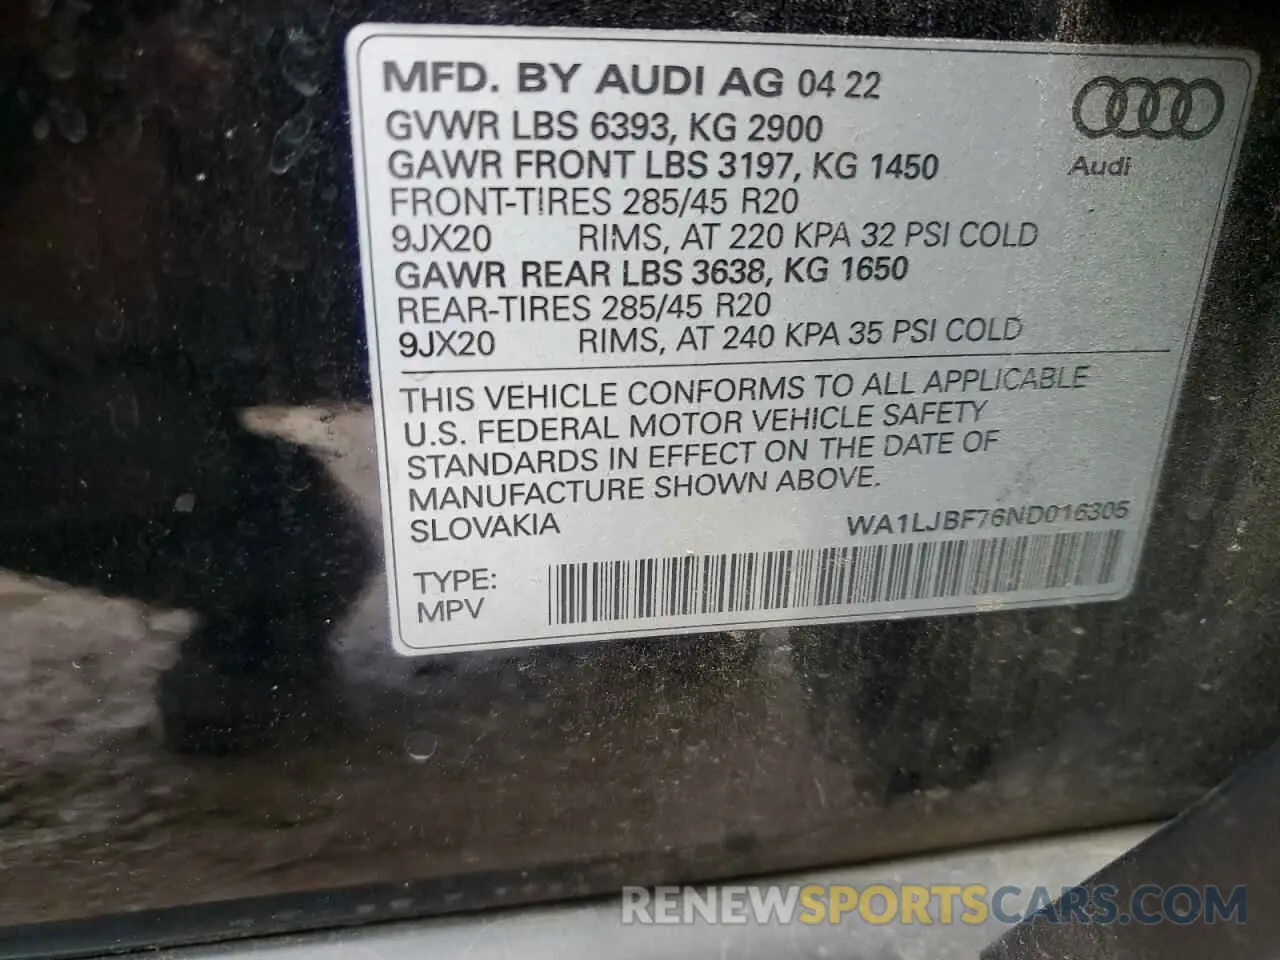 MFD. BY AUDI AG 04 22
GVWR LBS 6393, KG 2900
GAWR FRONT LBS 3197, KG 1450
FRONT-TIRES 285/45 R20
9JX20 RIMS, AT 220 KPA 32 PSI COLD
GAWR REAR LBS 3638, KG 1650
REAR-TIRES 285/45 R20
9JX20 RIMS, AT 240 KPA 35 PSI COLD
Audi
THIS VEHICLE CONFORMS TO ALL APPLICABLE
U.S. FEDERAL MOTOR VEHICLE SAFETY
STANDARDS IN EFFECT ON THE DATE OF
MANUFACTURE SHOWN ABOVE.
SLOVAKIA WA1LJBF76ND016305
TYPE:
MPV
RENEWSPORTSCARS.COM